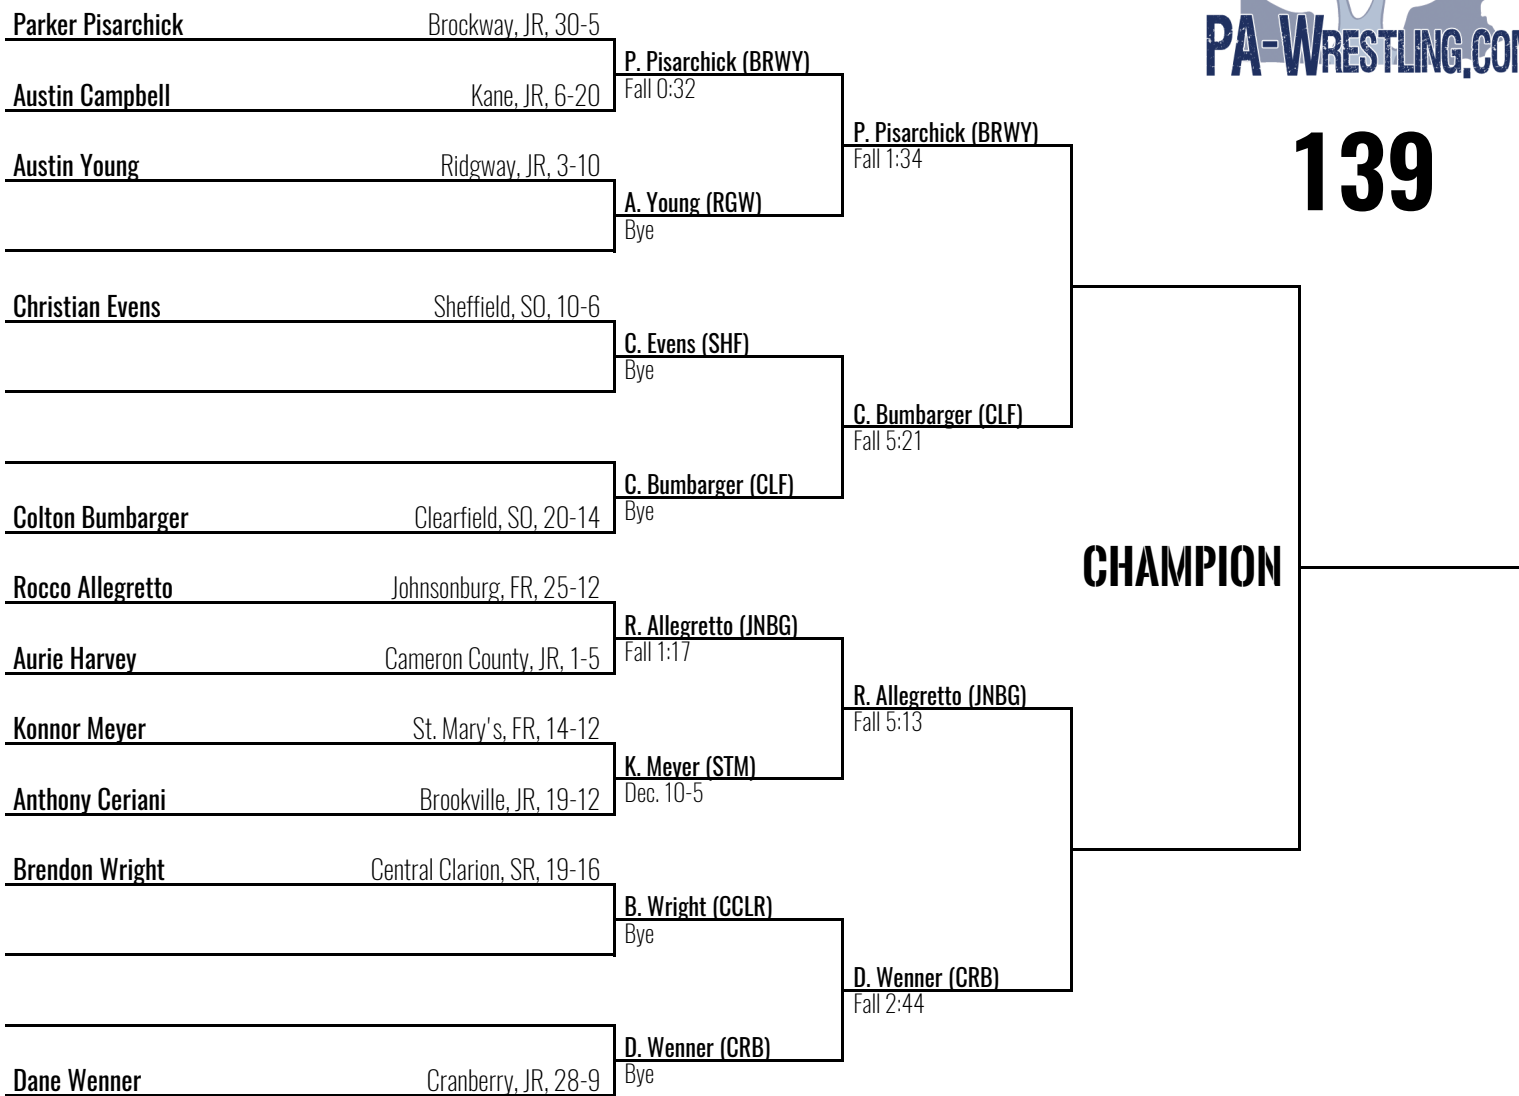 PA-WRESTLING.COM
139
Parker Pisarchick Brockway, JR, 30-5
P. Pisarchick (BRWY)
Fall 0:32
Austin Campbell Kane, JR, 6-20
P. Pisarchick (BRWY)
Fall 1:34
Austin Young Ridgway, JR, 3-10
A. Young (RGW)
Bye
Christian Evens Sheffield, SO, 10-6
C. Evens (SHF)
Bye
C. Bumbarger (CLF)
Fall 5:21
C. Bumbarger (CLF)
Bye
Colton Bumbarger Clearfield, SO, 20-14
CHAMPION
Rocco Allegretto Johnsonburg, FR, 25-12
R. Allegretto (JNBG)
Fall 1:17
Aurie Harvey Cameron County, JR, 1-5
R. Allegretto (JNBG)
Fall 5:13
Konnor Meyer St. Mary's, FR, 14-12
K. Meyer (STM)
Dec. 10-5
Anthony Ceriani Brookville, JR, 19-12
Brendon Wright Central Clarion, SR, 19-16
B. Wright (CCLR)
Bye
D. Wenner (CRB)
Fall 2:44
D. Wenner (CRB)
Bye
Dane Wenner Cranberry, JR, 28-9